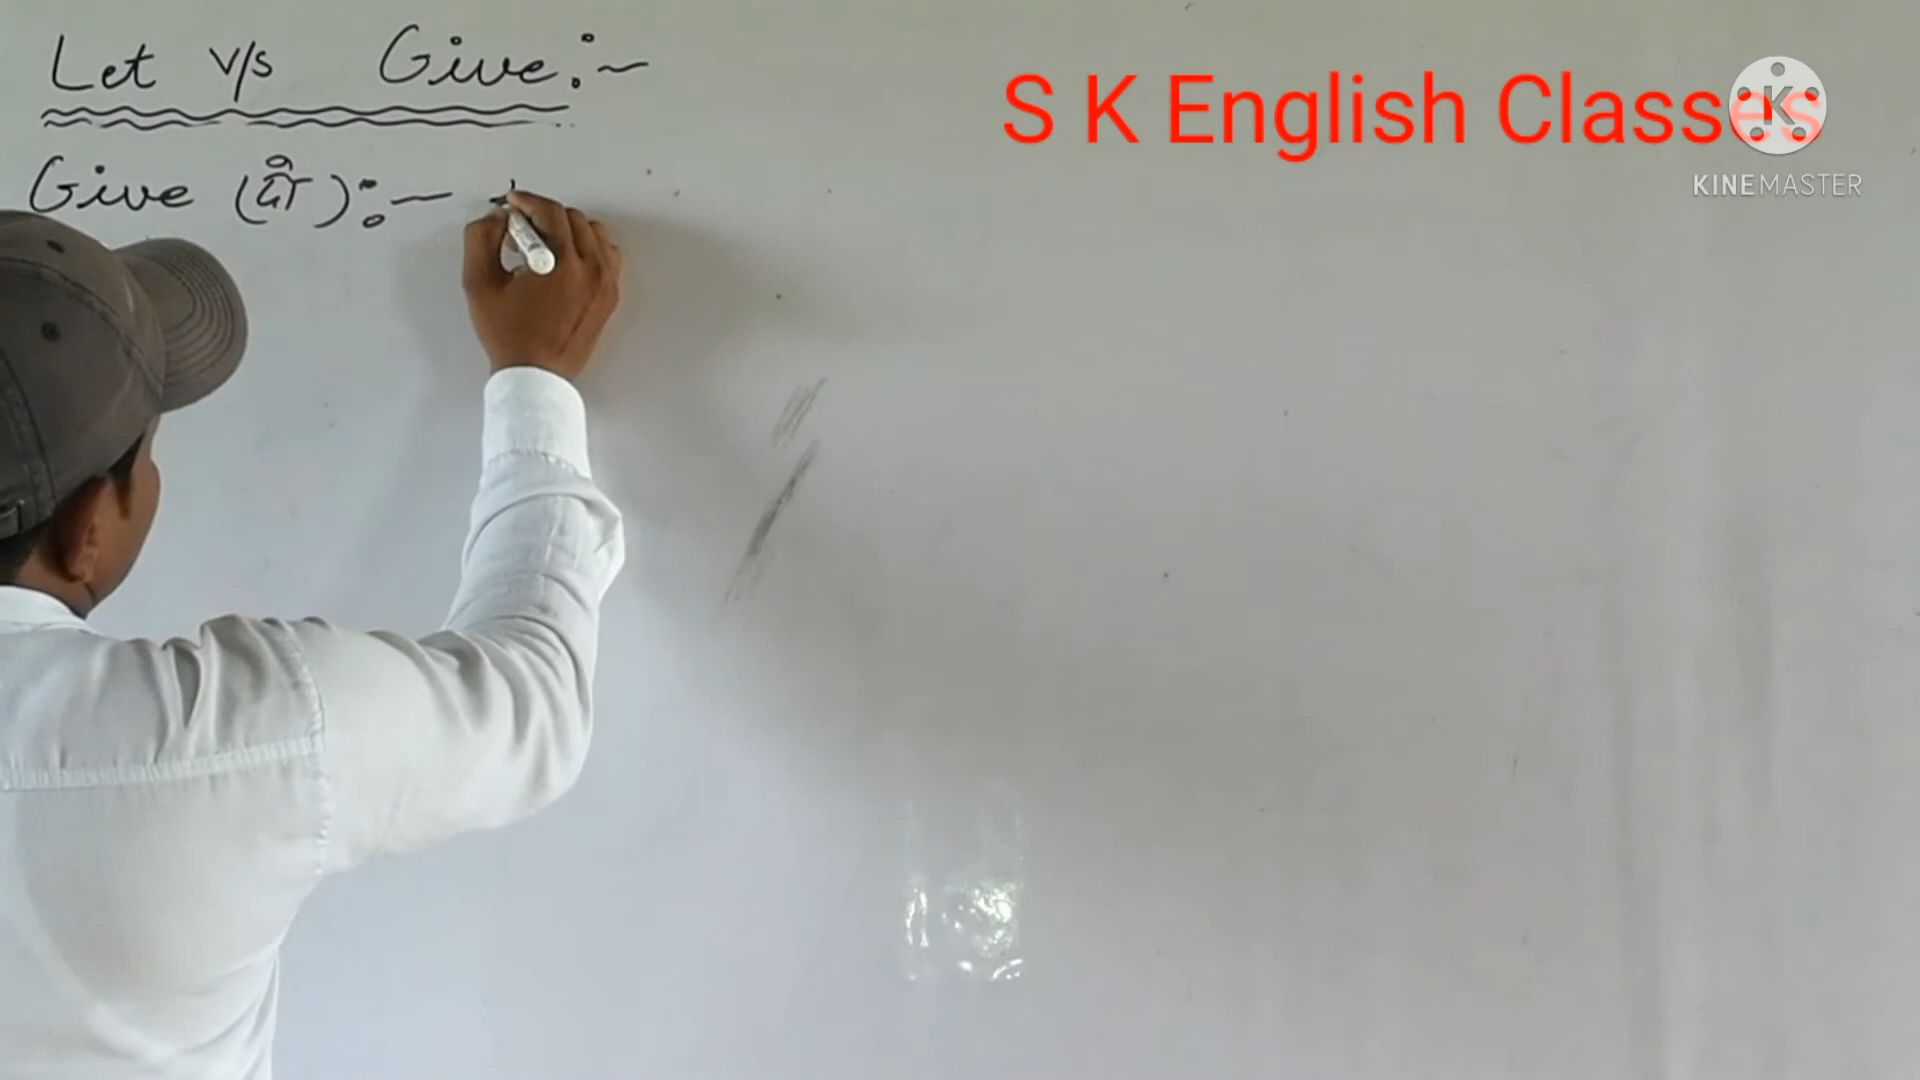 Let v/s Give:~
S K English Classes
KINEMASTER
Give (दो):—